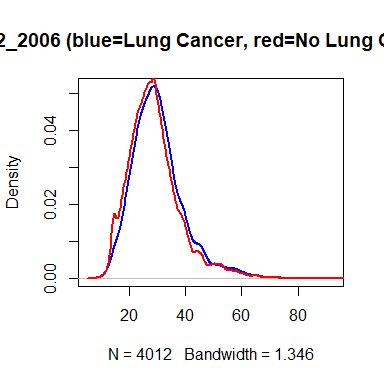 2_2006 (blue=Lung Cancer, red=No Lung C
Density
0.00
0.02
0.04
20
40
60
80
N = 4012 Bandwidth = 1.346